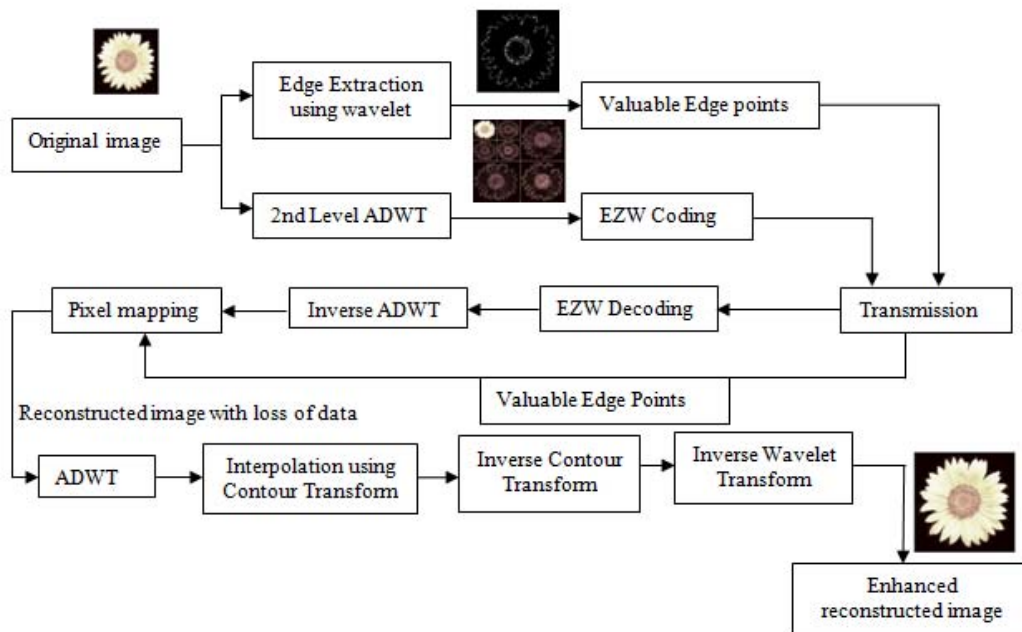 Original image
Edge Extraction
using wavelet
Valuable Edge points
2nd Level ADWT
EZW Coding
Pixel mapping
Inverse ADWT
EZW Decoding
Transmission
Valuable Edge Points
Reconstructed image with loss of data
ADWT
Interpolation using
Contour Transform
Inverse Contour
Transform
Inverse Wavelet
Transform
Enhanced
reconstructed image